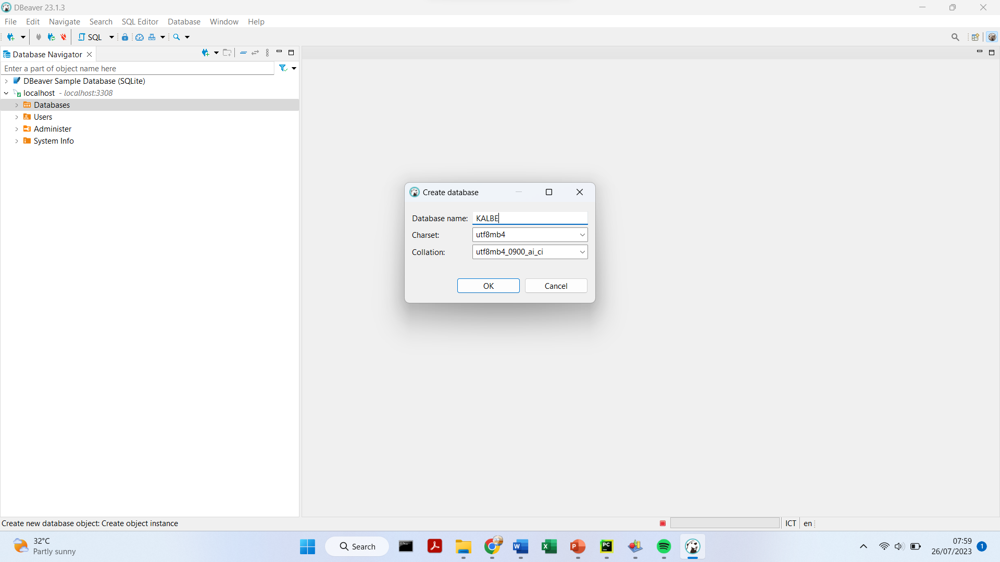 DBeaver 23.1.3
File Edit Navigate Search SQL Editor Database Window Help
SQL
Database Navigator
Enter a part of object name here
DBeaver Sample Database (SQLite)
localhost - localhost:3308
Databases
Users
Administer
System Info
Create database
Database name: KALBE
Charset: utf8mb4
Collation: utf8mb4_0900_ai_ci
OK Cancel
Create new database object: Create object instance
ICT en
32°C
Partly sunny
Search
07:59
26/07/2023
1